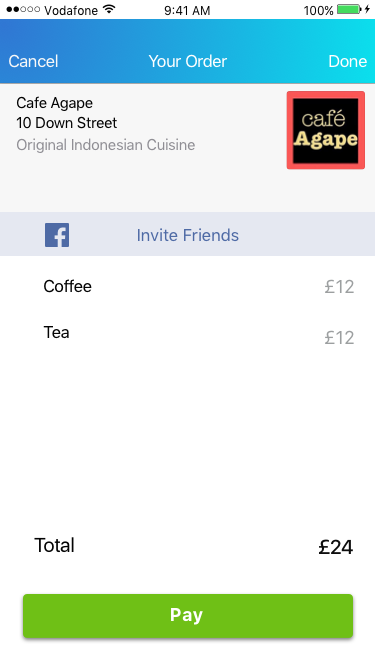 Vodafone 9:41 AM 100%
Cancel Your Order Done
Cafe Agape
10 Down Street
Original Indonesian Cuisine
café
Agape
Invite Friends
Coffee £12
Tea £12
Total £24
Pay